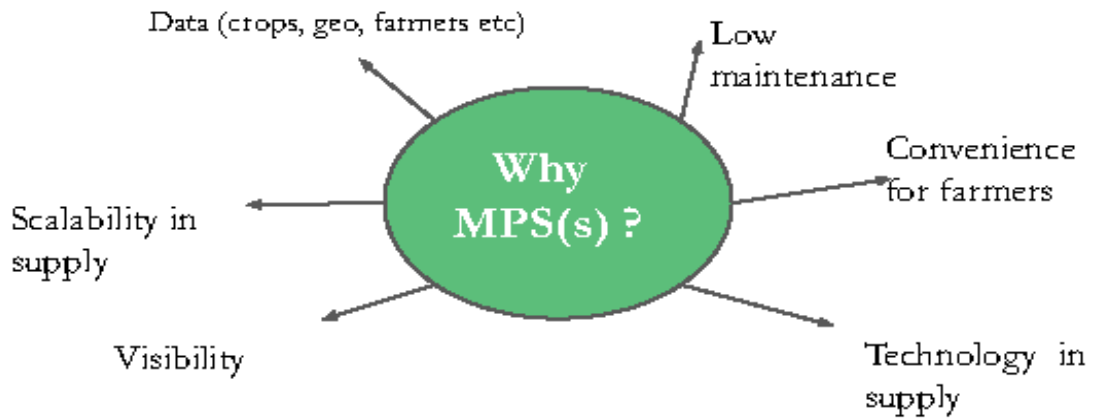 Data (crops, geo, farmers etc)
Low
maintenance
Why
MPS(s) ?
Convenience
for farmers
Scalability in
supply
Visibility
Technology in
supply